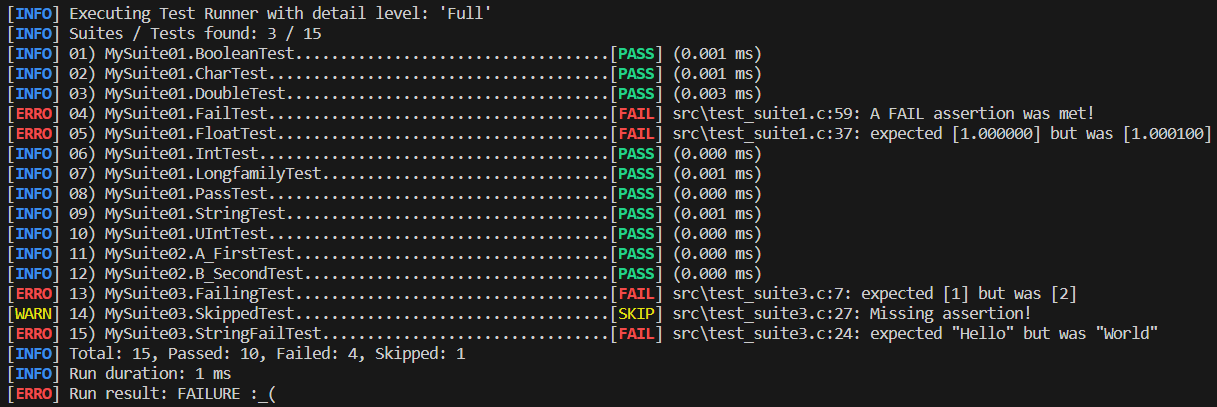 [INFO] Executing Test Runner with detail level: 'Full'
[INFO] Suites / Tests found: 3 / 15
[INFO] 01) MySuite01.BooleanTest...................................[PASS] (0.001 ms)
[INFO] 02) MySuite01.CharTest......................................[PASS] (0.001 ms)
[INFO] 03) MySuite01.DoubleTest....................................[PASS] (0.003 ms)
[ERRO] 04) MySuite01.FailTest......................................[FAIL] src\test_suite1.c:59: A FAIL assertion was met!
[ERRO] 05) MySuite01.FloatTest.....................................[FAIL] src\test_suite1.c:37: expected [1.000000] but was [1.000100]
[INFO] 06) MySuite01.IntTest.......................................[PASS] (0.000 ms)
[INFO] 07) MySuite01.LongfamilyTest................................[PASS] (0.001 ms)
[INFO] 08) MySuite01.PassTest......................................[PASS] (0.000 ms)
[INFO] 09) MySuite01.StringTest....................................[PASS] (0.001 ms)
[INFO] 10) MySuite01.UIntTest......................................[PASS] (0.000 ms)
[INFO] 11) MySuite02.A_FirstTest...................................[PASS] (0.000 ms)
[INFO] 12) MySuite02.B_SecondTest..................................[PASS] (0.000 ms)
[ERRO] 13) MySuite03.FailingTest...................................[FAIL] src\test_suite3.c:7: expected [1] but was [2]
[WARN] 14) MySuite03.SkippedTest...................................[SKIP] src\test_suite3.c:27: Missing assertion!
[ERRO] 15) MySuite03.StringFailTest................................[FAIL] src\test_suite3.c:24: expected "Hello" but was "World"
[INFO] Total: 15, Passed: 10, Failed: 4, Skipped: 1
[INFO] Run duration: 1 ms
[ERRO] Run result: FAILURE :_(